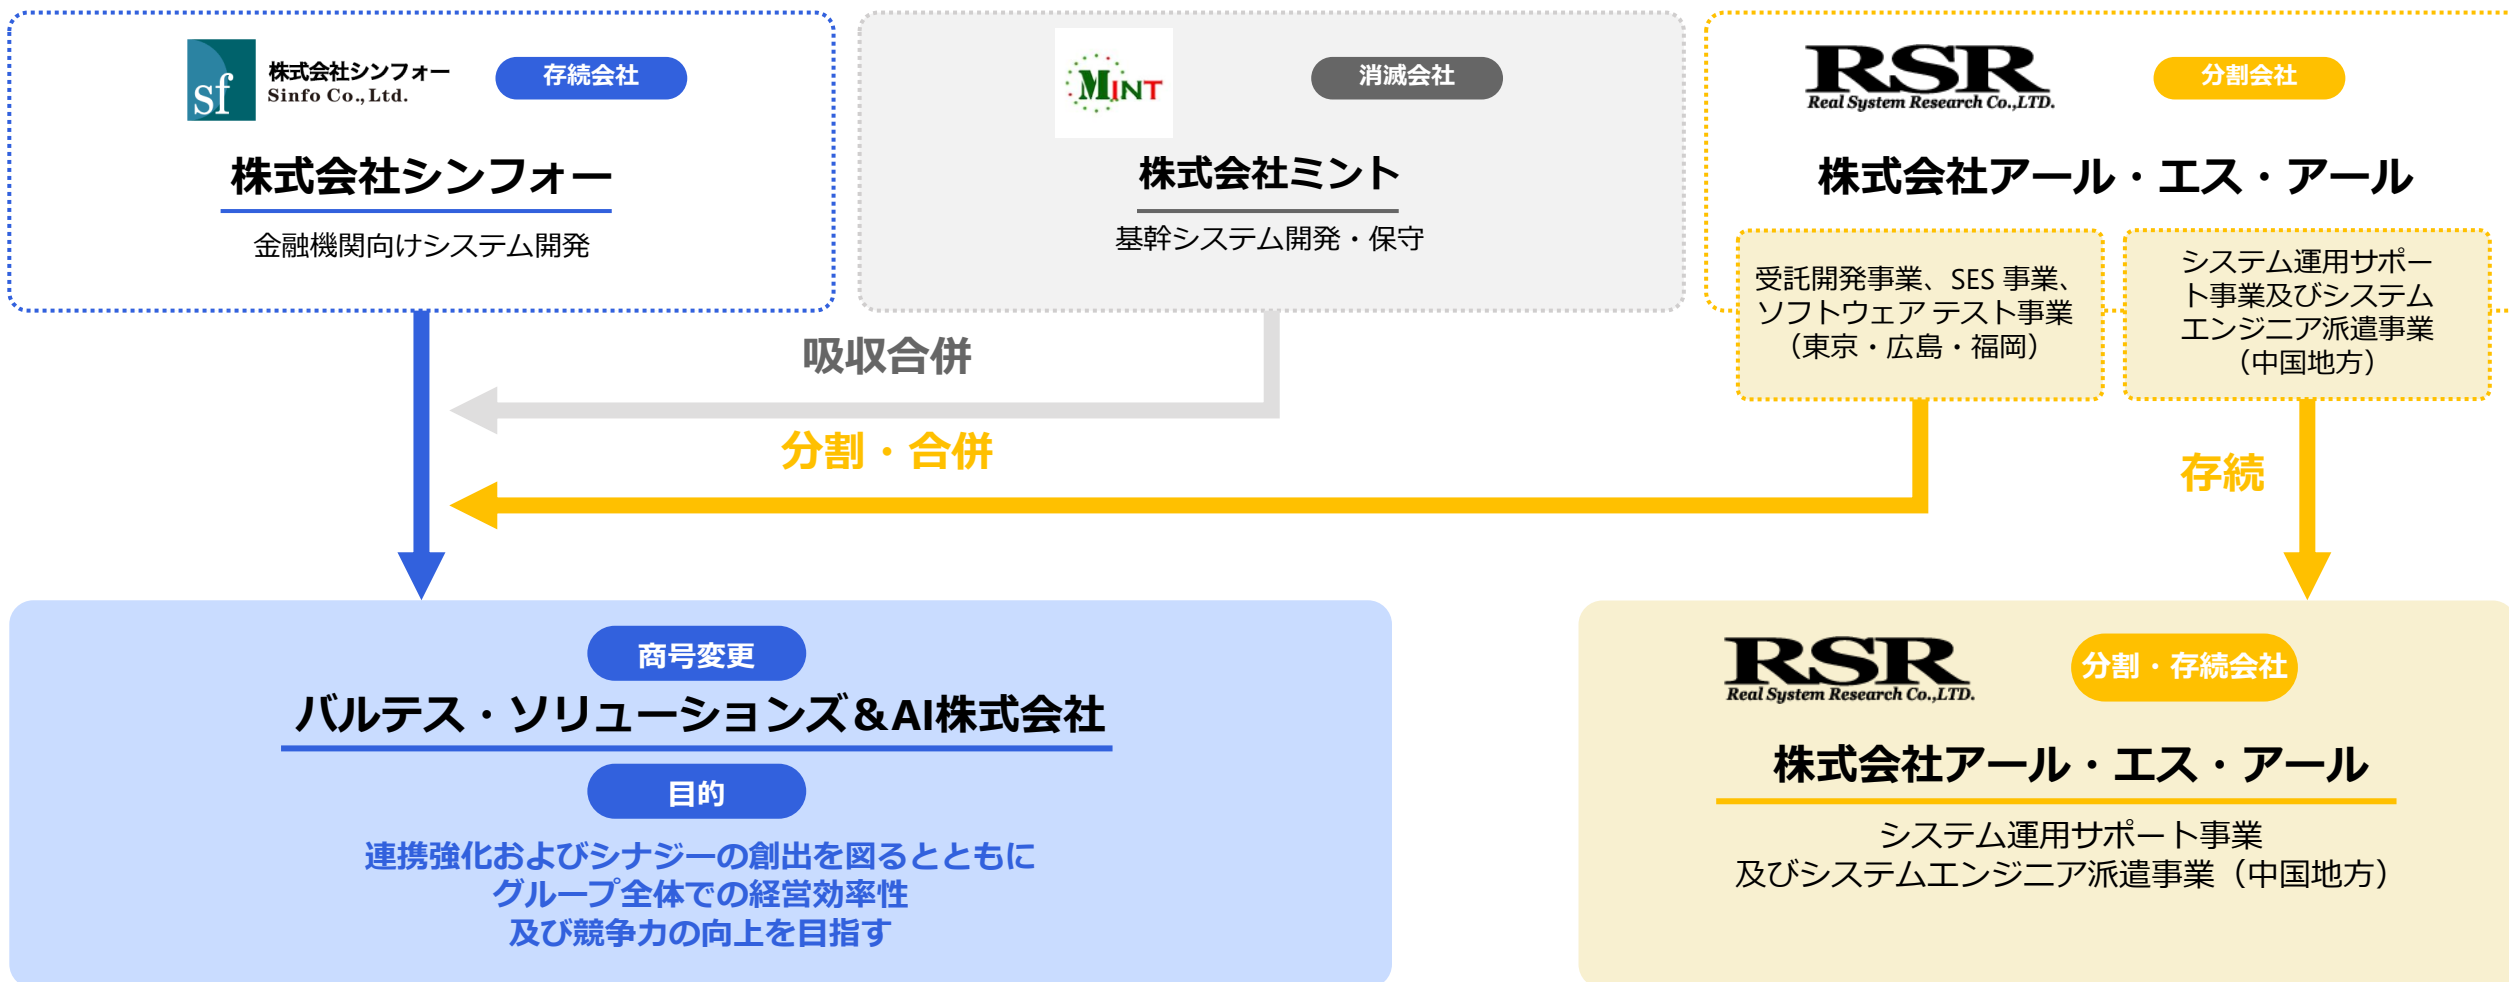 sf
株式会社シンフォー
Sinfo Co., Ltd.
存続会社
株式会社シンフォー
金融機関向けシステム開発
MINT
消滅会社
株式会社ミント
基幹システム開発・保守
RSR
Real System Research Co.,LTD.
分割会社
株式会社アール・エス・アール
受託開発事業、SES 事業、
ソフトウェア テスト事業
（東京・広島・福岡）
システム運用サポー
ト事業及びシステム
エンジニア派遣事業
（中国地方）
吸収合併
分割・合併
存続
商号変更
バルテス・ソリューションズ＆AI株式会社
目的
連携強化およびシナジーの創出を図るとともに
グループ全体での経営効率性
及び競争力の向上を目指す
RSR
Real System Research Co.,LTD.
分割・存続会社
株式会社アール・エス・アール
システム運用サポート事業
及びシステムエンジニア派遣事業（中国地方）